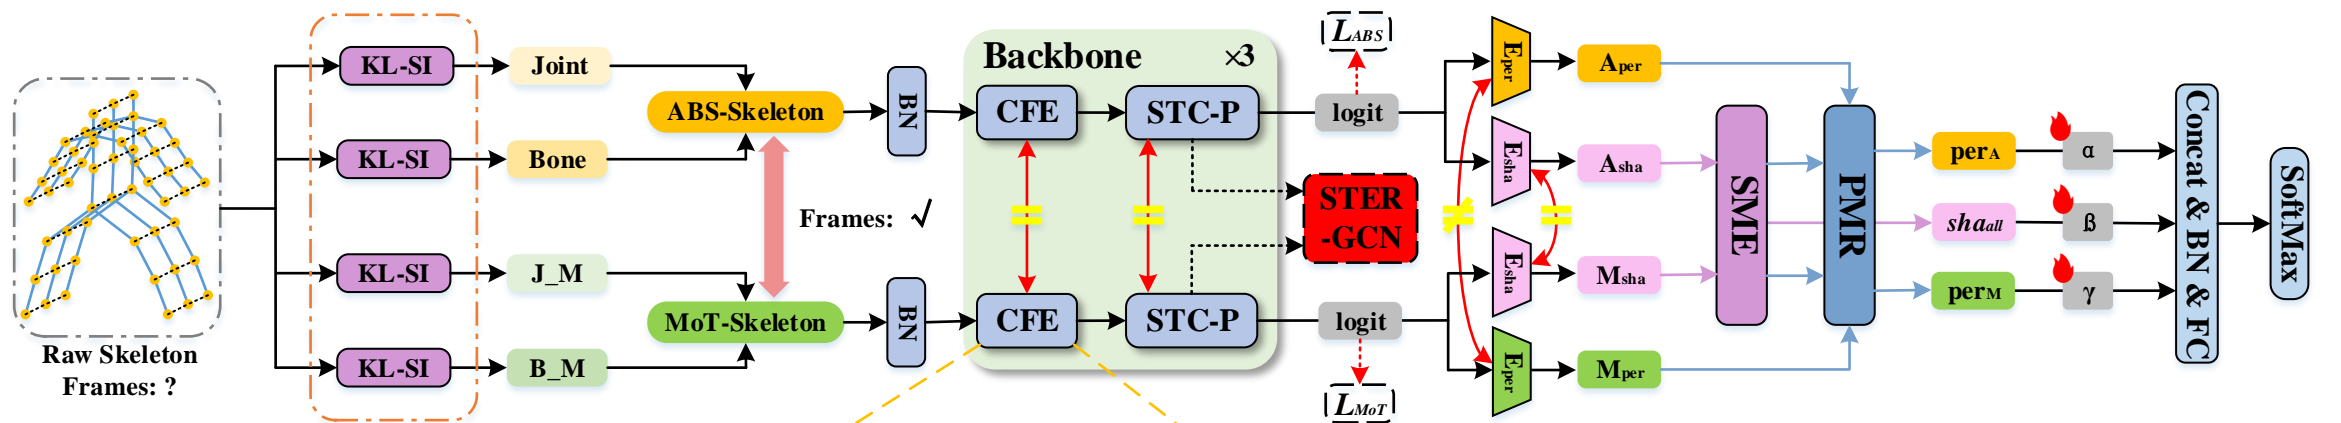 Raw Skeleton
Frames: ?
KL-SI
KL-SI
KL-SI
KL-SI
Joint
Bone
J_M
B_M
ABS-Skeleton
Frames: √
MoT-Skeleton
BN
BN
Backbone ×3
CFE
STC-P
CFE
STC-P
L_ABS
logit
STER
-GCN
logit
L_MoT
E_per
E_sha
E_sha
E_per
A_per
A_sha
M_sha
M_per
SME
PMR
per_A
sha_all
per_M
α
ß
γ
Concat & BN & FC
SoftMax